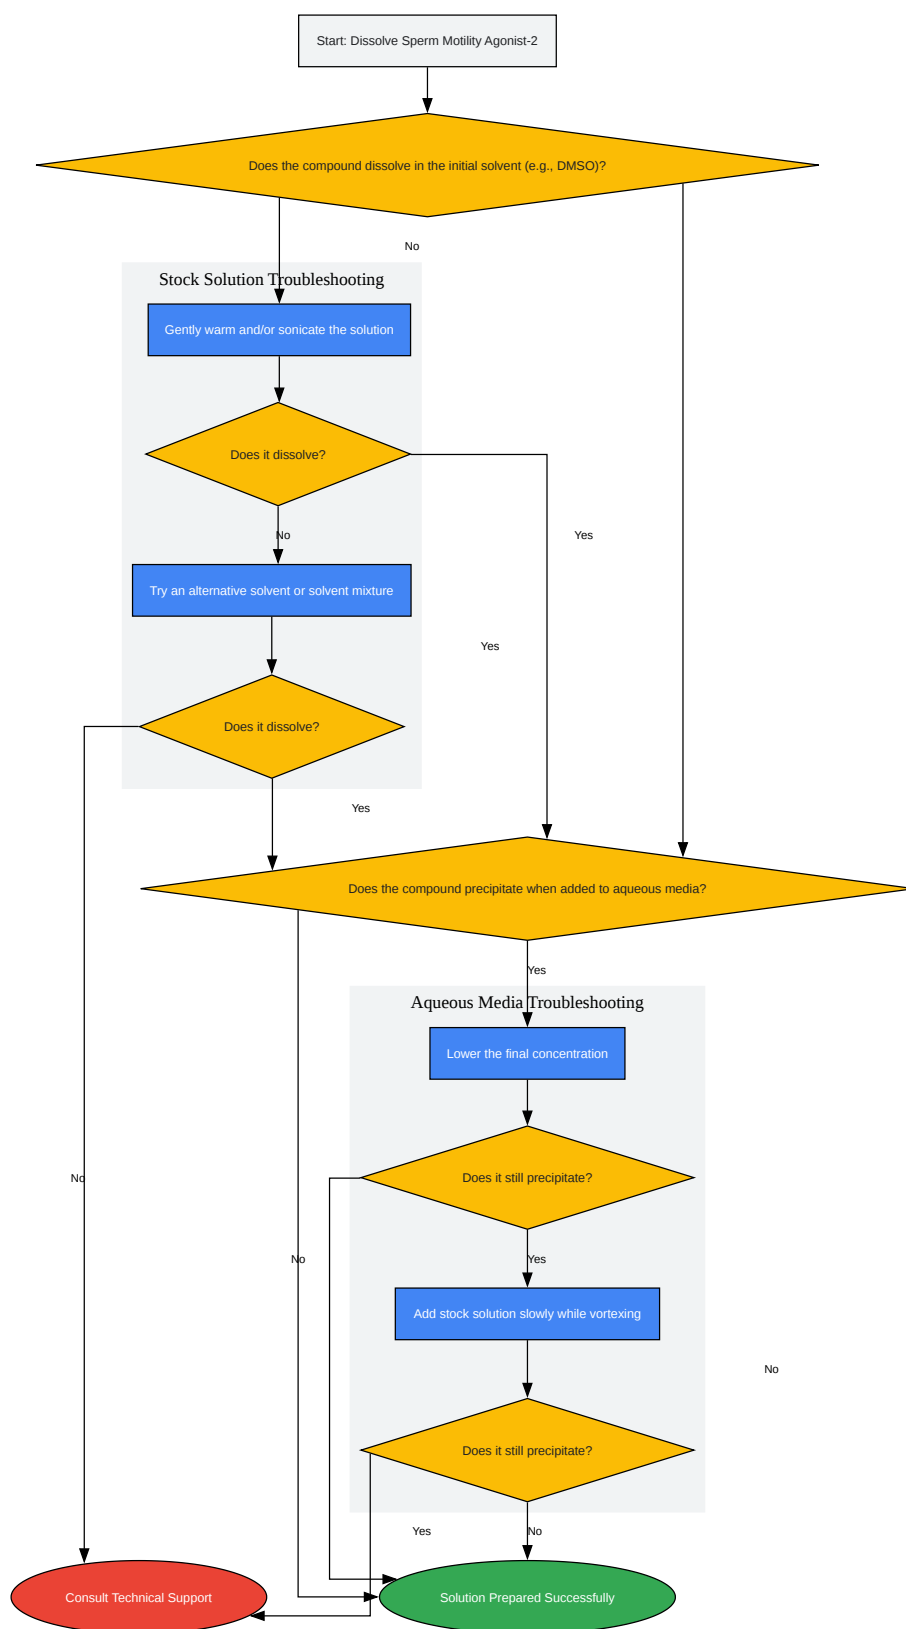 Start: Dissolve Sperm Motility Agonist-2
Does the compound dissolve in the initial solvent (e.g., DMSO)?
No
Stock Solution Troubleshooting
Gently warm and/or sonicate the solution
Does it dissolve?
No
Yes
Try an alternative solvent or solvent mixture
Yes
Does it dissolve?
Yes
Does the compound precipitate when added to aqueous media?
Yes
Aqueous Media Troubleshooting
Lower the final concentration
Does it still precipitate?
No
No
Yes
Add stock solution slowly while vortexing
No
Does it still precipitate?
Yes
No
Consult Technical Support
Solution Prepared Successfully